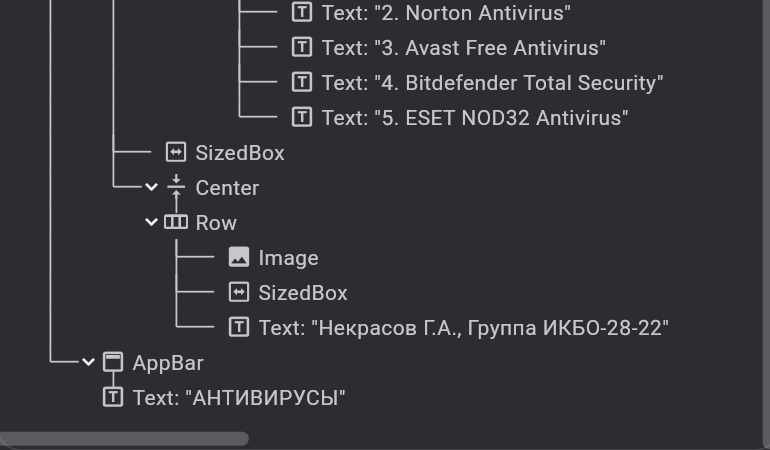 Text: "2. Norton Antivirus"
Text: "3. Avast Free Antivirus"
Text: "4. Bitdefender Total Security"
Text: "5. ESET NOD32 Antivirus"
SizedBox
Center
Row
Image
SizedBox
Text: "Некрасов Г.А., Группа ИКБО-28-22"
AppBar
Text: "АНТИВИРУСЫ"